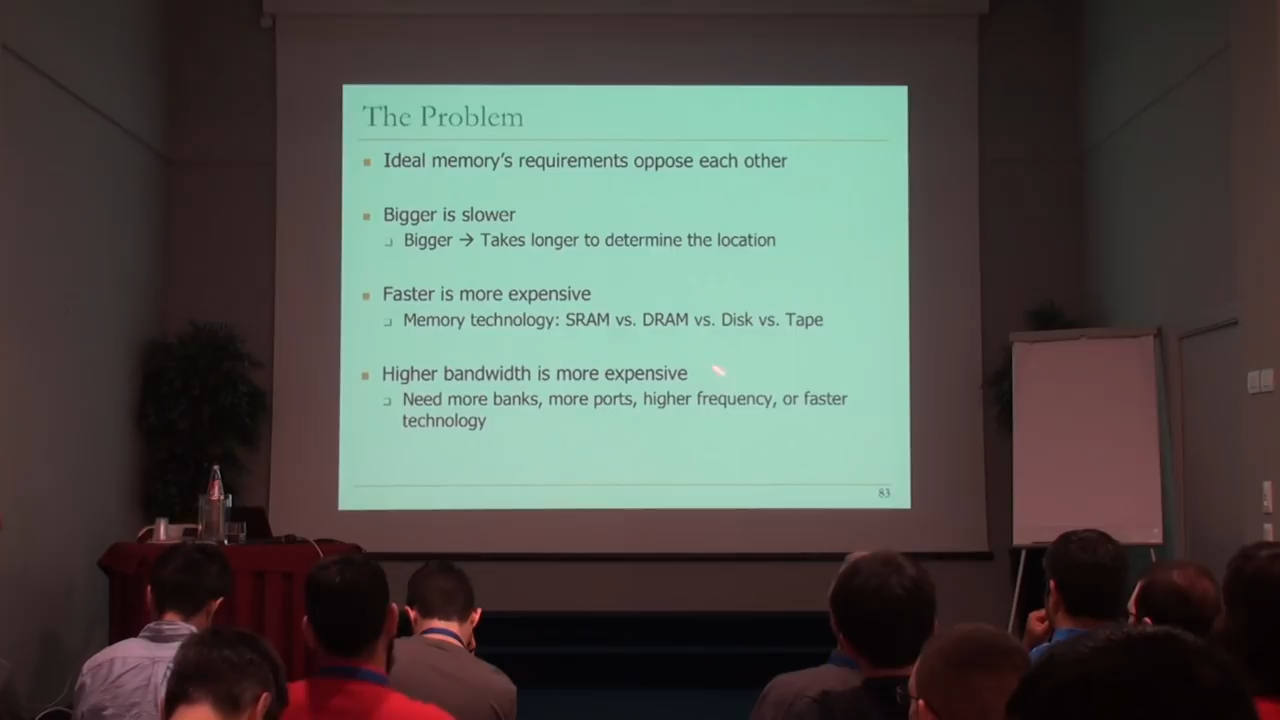 The Problem
Ideal memory's requirements oppose each other
Bigger is slower
Bigger → Takes longer to determine the location
Faster is more expensive
Memory technology: SRAM vs. DRAM vs. Disk vs. Tape
Higher bandwidth is more expensive
Need more banks, more ports, higher frequency, or faster
technology
83